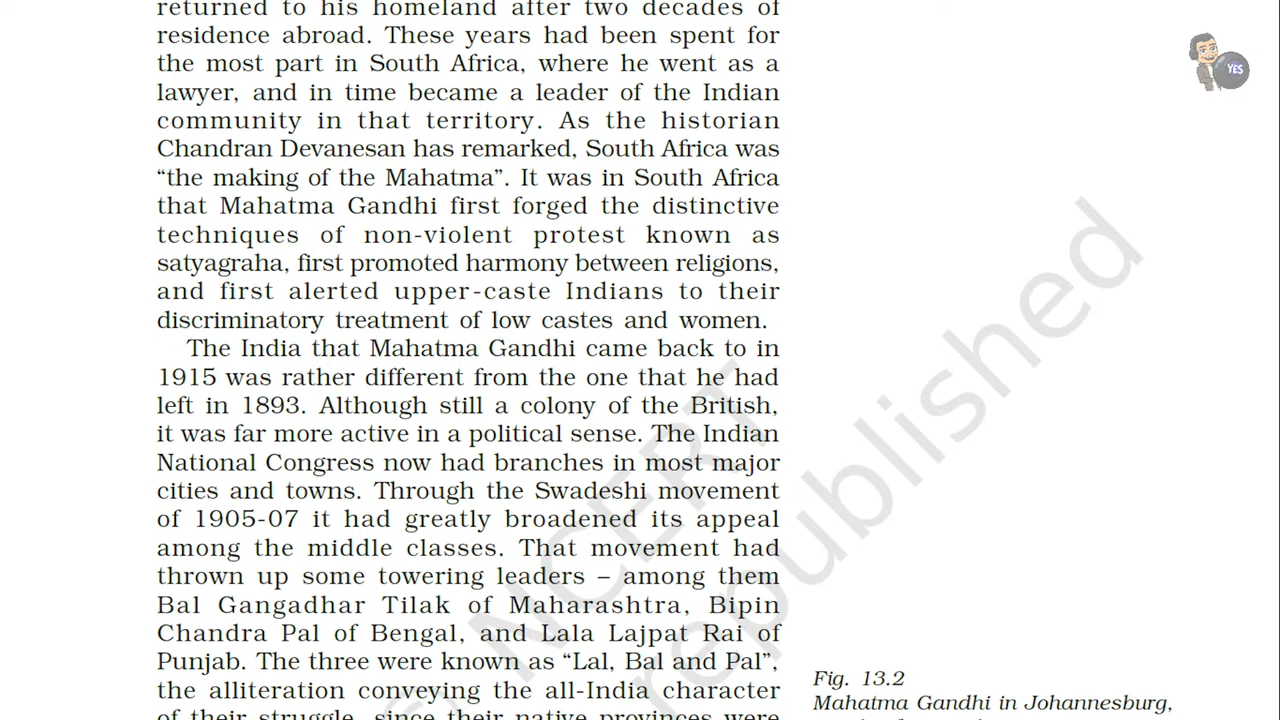 returned to his homeland after two decades of
residence abroad. These years had been spent for
the most part in South Africa, where he went as a
lawyer, and in time became a leader of the Indian
community in that territory. As the historian
Chandran Devanesan has remarked, South Africa was
“the making of the Mahatma”. It was in South Africa
that Mahatma Gandhi first forged the distinctive
techniques of non-violent protest known as
satyagraha, first promoted harmony between religions,
and first alerted upper-caste Indians to their
discriminatory treatment of low castes and women.
The India that Mahatma Gandhi came back to in
1915 was rather different from the one that he had
left in 1893. Although still a colony of the British,
it was far more active in a political sense. The Indian
National Congress now had branches in most major
cities and towns. Through the Swadeshi movement
of 1905-07 it had greatly broadened its appeal
among the middle classes. That movement had
thrown up some towering leaders – among them
Bal Gangadhar Tilak of Maharashtra, Bipin
Chandra Pal of Bengal, and Lala Lajpat Rai of
Punjab. The three were known as “Lal, Bal and Pal”,
the alliteration conveying the all-India character
of their struggle, since their native provinces were
Fig. 13.2
Mahatma Gandhi in Johannesburg,
YES
© NCERT
republished